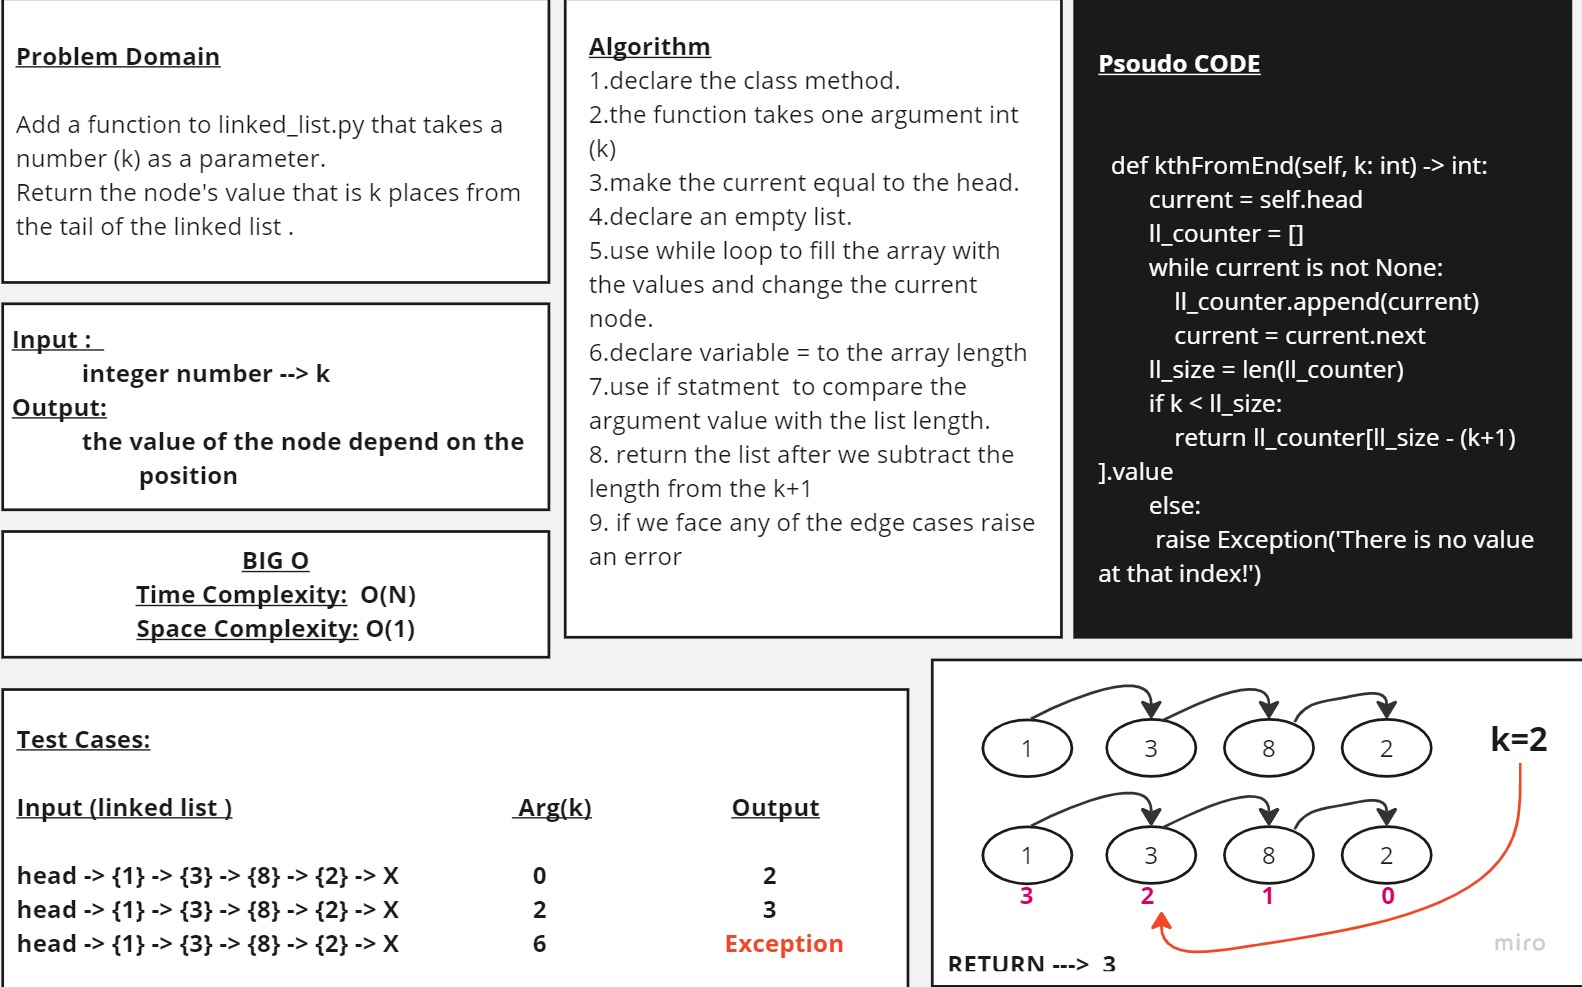 Problem Domain
Add a function to linked_list.py that takes a
number (k) as a parameter.
Return the node's value that is k places from
the tail of the linked list .
Input :
integer number --> k
Output:
the value of the node depend on the
position
BIG O
Time Complexity: O(N)
Space Complexity: O(1)
Algorithm
1.declare the class method.
2.the function takes one argument int
(k)
3.make the current equal to the head.
4.declare an empty list.
5.use while loop to fill the array with
the values and change the current
node.
6.declare variable = to the array length
7.use if statment  to compare the
argument value with the list length.
8. return the list after we subtract the
length from the k+1
9. if we face any of the edge cases raise
an error
Psoudo CODE
def kthFromEnd(self, k: int) -> int:
current = self.head
ll_counter = []
while current is not None:
ll_counter.append(current)
current = current.next
ll_size = len(ll_counter)
if k < ll_size:
return ll_counter[ll_size - (k+1)
].value
else:
raise Exception('There is no value
at that index!')
Test Cases:
Input (linked list ) Arg(k) Output
head -> {1} -> {3} -> {8} -> {2} -> X 0 2
head -> {1} -> {3} -> {8} -> {2} -> X 2 3
head -> {1} -> {3} -> {8} -> {2} -> X 6 Exception
1 3 8 2 k=2
1 3 8 2
3 2 1 0
miro
RETURN ---> 3